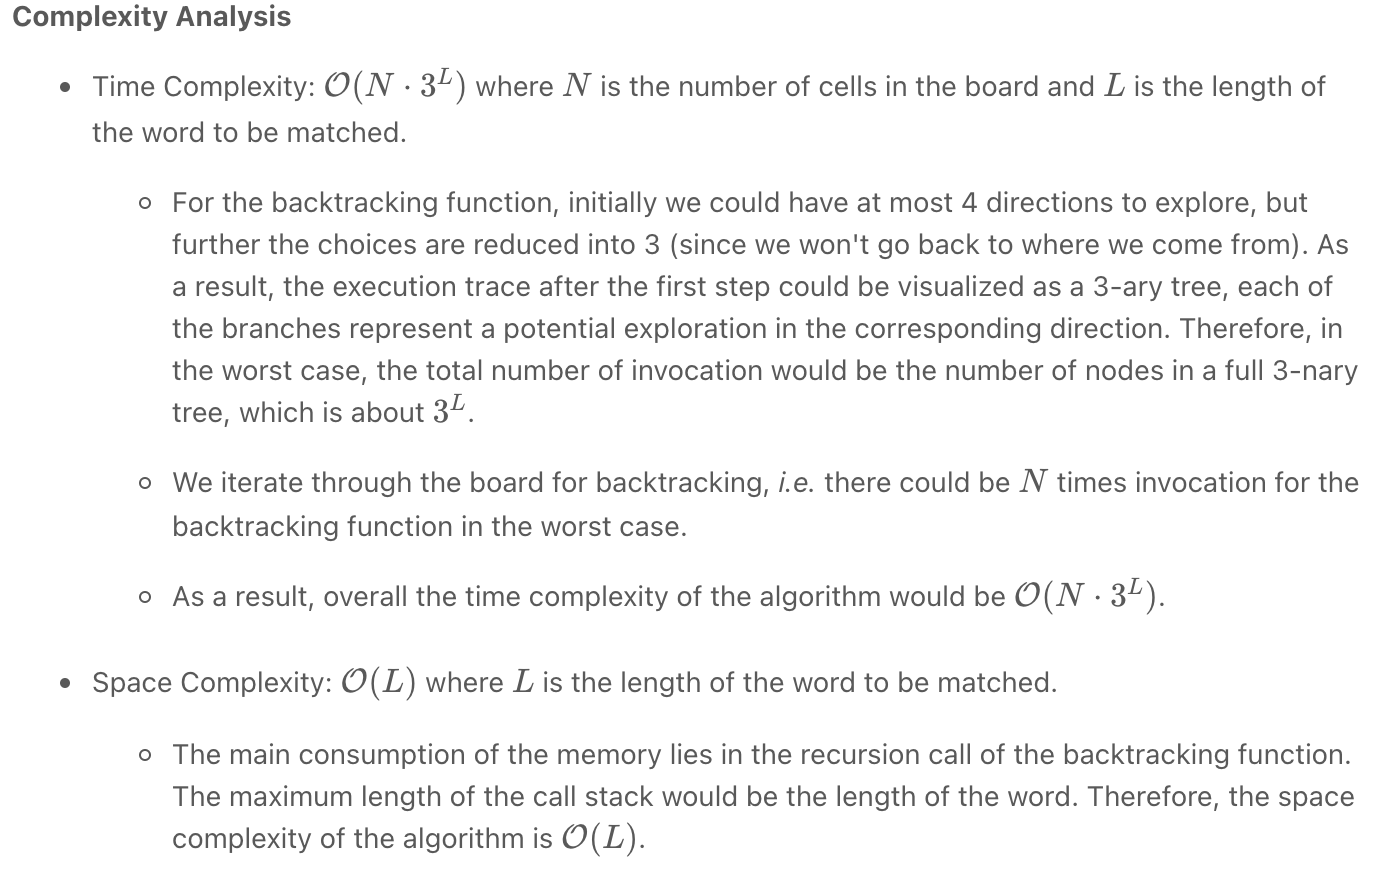 Complexity Analysis
• Time Complexity: 𝒪(N · 3^L) where N is the number of cells in the board and L is the length of
the word to be matched.
◦ For the backtracking function, initially we could have at most 4 directions to explore, but
further the choices are reduced into 3 (since we won't go back to where we come from). As
a result, the execution trace after the first step could be visualized as a 3-ary tree, each of
the branches represent a potential exploration in the corresponding direction. Therefore, in
the worst case, the total number of invocation would be the number of nodes in a full 3-nary
tree, which is about 3^L.
◦ We iterate through the board for backtracking, i.e. there could be N times invocation for the
backtracking function in the worst case.
◦ As a result, overall the time complexity of the algorithm would be 𝒪(N · 3^L).
• Space Complexity: 𝒪(L) where L is the length of the word to be matched.
◦ The main consumption of the memory lies in the recursion call of the backtracking function.
The maximum length of the call stack would be the length of the word. Therefore, the space
complexity of the algorithm is 𝒪(L).